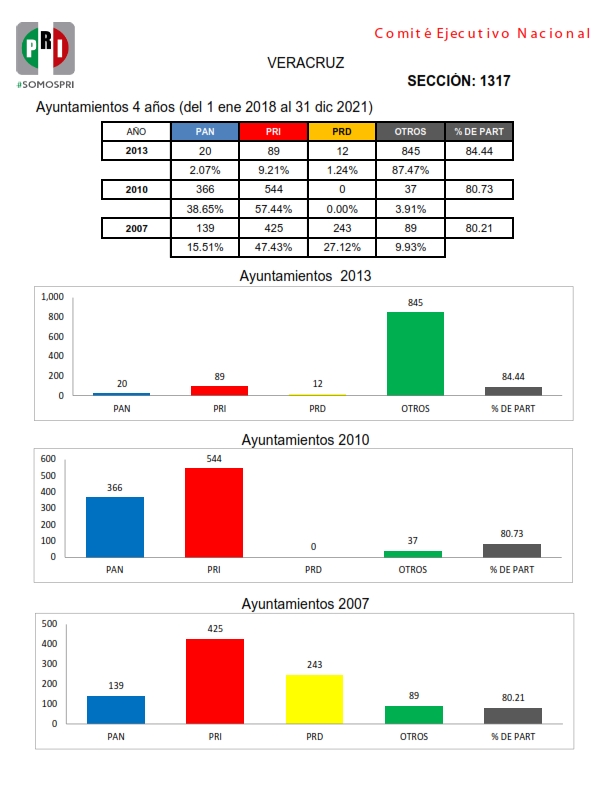 PRI
#SOMOSPRI
Comité Ejecutivo Nacional
VERACRUZ
SECCIÓN: 1317
Ayuntamientos 4 años (del 1 ene 2018 al 31 dic 2021)
AÑO PAN PRI PRD OTROS % DE PART
2013 20 89 12 845 84.44
2.07% 9.21% 1.24% 87.47%
2010 366 544 0 37 80.73
38.65% 57.44% 0.00% 3.91%
2007 139 425 243 89 80.21
15.51% 47.43% 27.12% 9.93%
Ayuntamientos 2013
1,000
800
600
400
200
0
20 89 12 845 84.44
PAN PRI PRD OTROS % DE PART
Ayuntamientos 2010
600
500
400
300
200
100
0
366 544 0 37 80.73
PAN PRI PRD OTROS % DE PART
Ayuntamientos 2007
500
400
300
200
100
0
139 425 243 89 80.21
PAN PRI PRD OTROS % DE PART